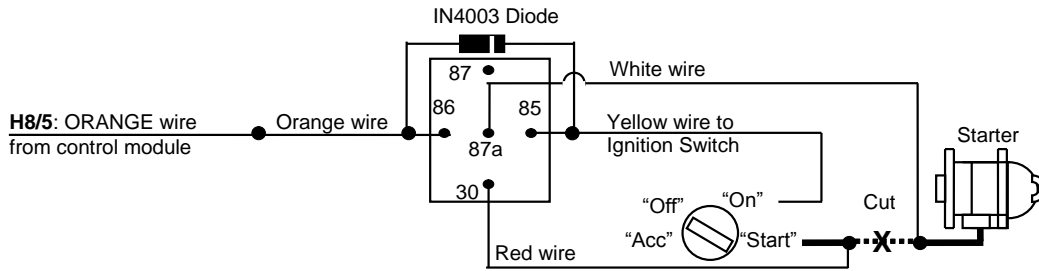 IN4003 Diode
87
White wire
86
85
H8/5: ORANGE wire
from control module
Orange wire
Yellow wire to
Ignition Switch
87a
Starter
30
"Off"
"On"
Cut
"Acc"
"Start"
X
Red wire